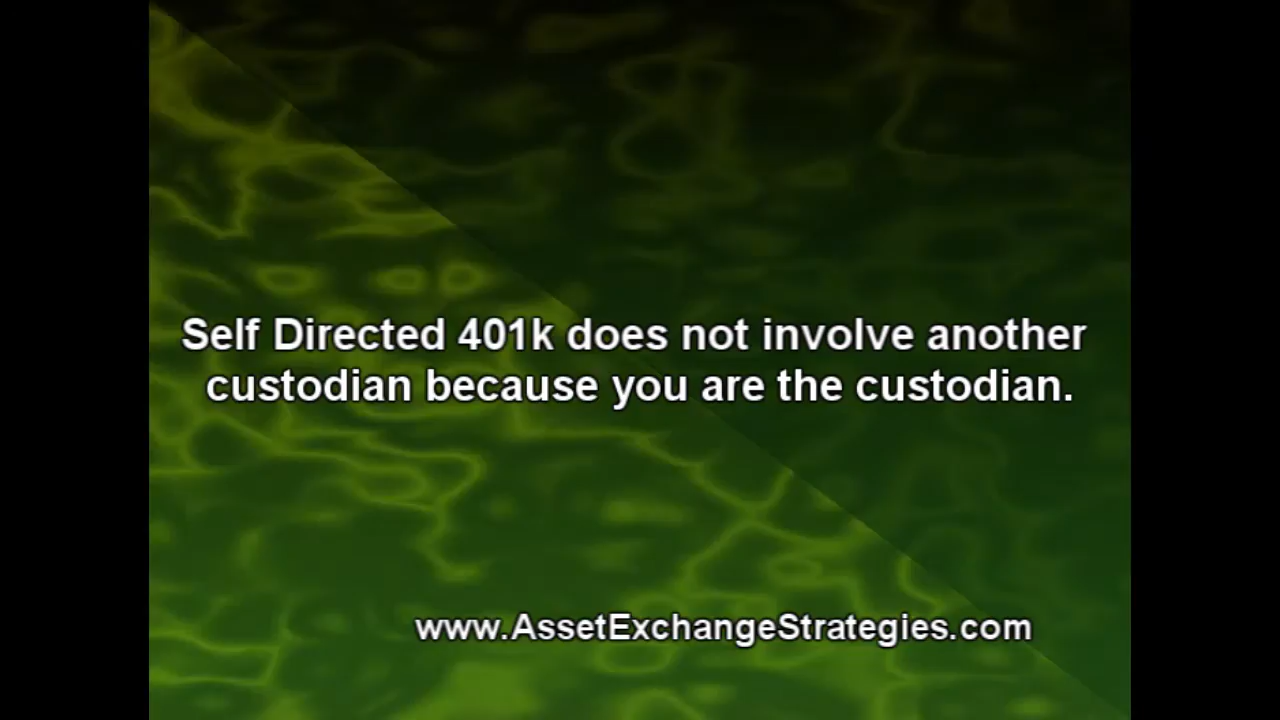 Self Directed 401k does not involve another
custodian because you are the custodian.
www.AssetExchangeStrategies.com